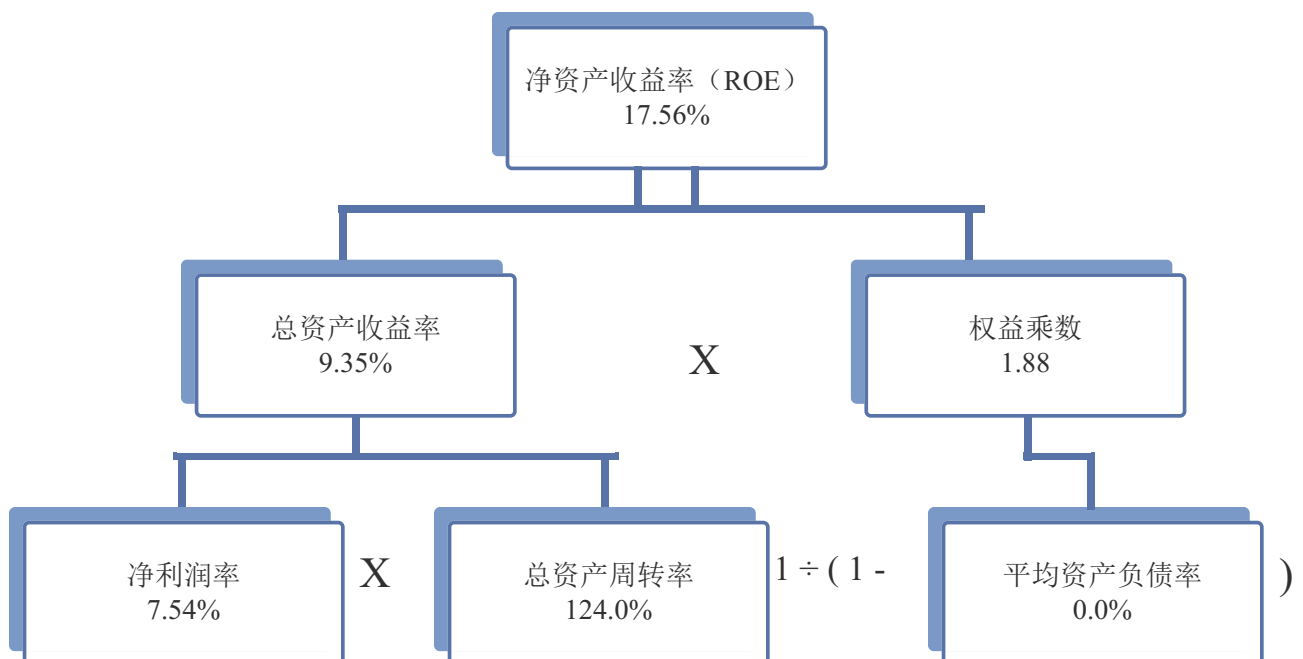 净资产收益率（ROE）
17.56%
总资产收益率
9.35%
X
权益乘数
1.88
净利润率
7.54%
X
总资产周转率
124.0%
1 ÷ ( 1 -
平均资产负债率
0.0%
)